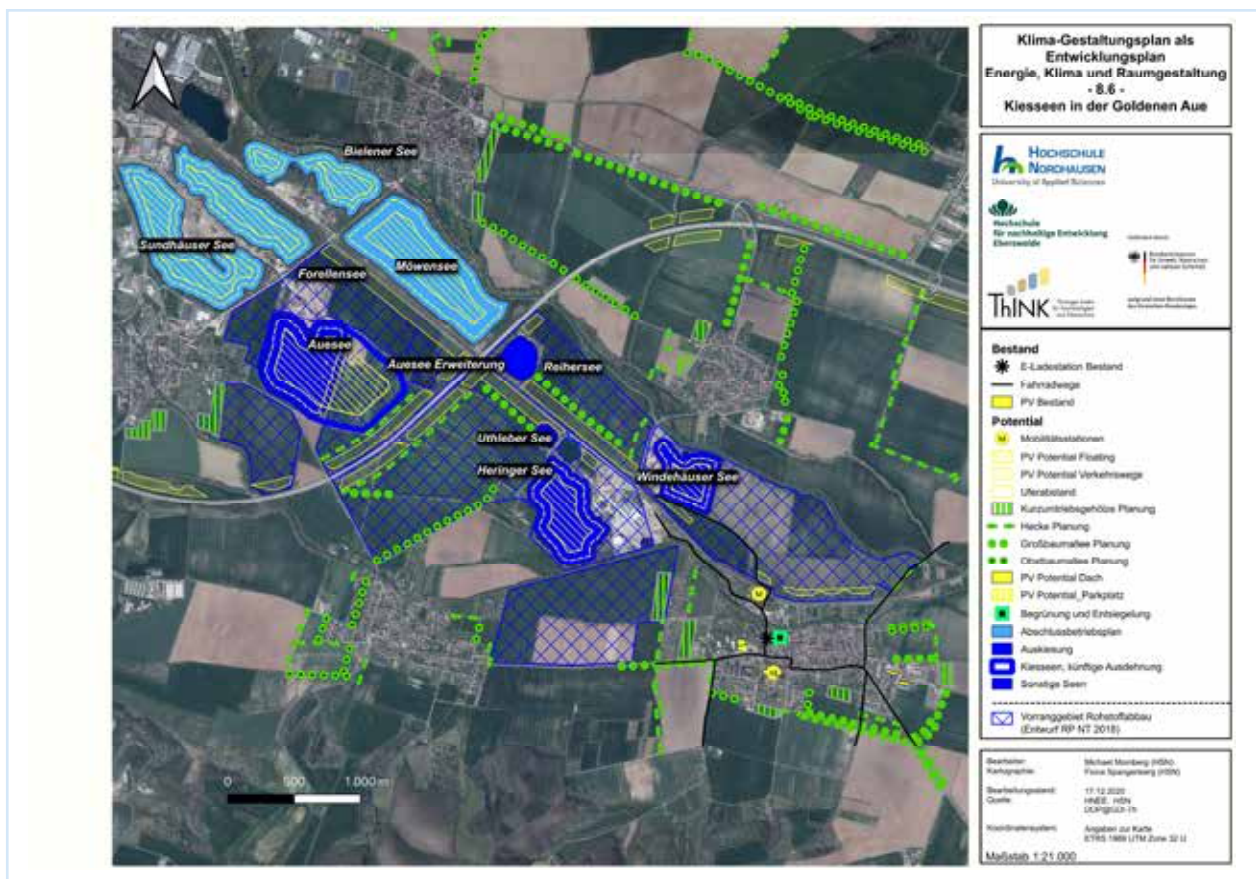 Klima-Gestaltungsplan als
Entwicklungsplan
Energie, Klima und Raumgestaltung
- 8.6 -
Kiesseen in der Goldenen Aue
HOCHSCHULE
NORDHAUSEN
University of Applied Sciences
Hochschule
für nachhaltige Entwicklung
Eberswalde
ThINK
Bielener See
Sundhäuser See
Forellensee
Möwensee
Auesee
Auesee Erweiterung
Reihersee
Uthleber See
Heringer See
Windehäuser See
M
M
0 500 1.000 m
Bestand
E-Ladestation Bestand
Fahrradwege
PV Bestand
Potential
M Mobilitätsstationen
PV Potential Floating
PV Potential Verkehrswege
Uferabstand
Kurzumtriebsgehölze Planung
Hecke Planung
Großbaumallee Planung
Obstbaumallee Planung
PV Potential Dach
PV Potential_Parkplatz
Begrünung und Entsiegelung
Abschlussbetriebsplan
Auskiesung
Kiesseen, künftige Ausdehnung
Sonstige Seen
Vorranggebiet Rohstoffabbau
(Entwurf RP NT 2018)
Bearbeiter: Michael (HSN)
Kartographie: Spangenberg (HSN)
Bearbeitungsstand: 17.12.2020
Quelle: HNEE, HSN
Koordinatensystem: Angaben zur Karte
ETRS 1989 UTM Zone 32 U
Maßstab 1:21.000